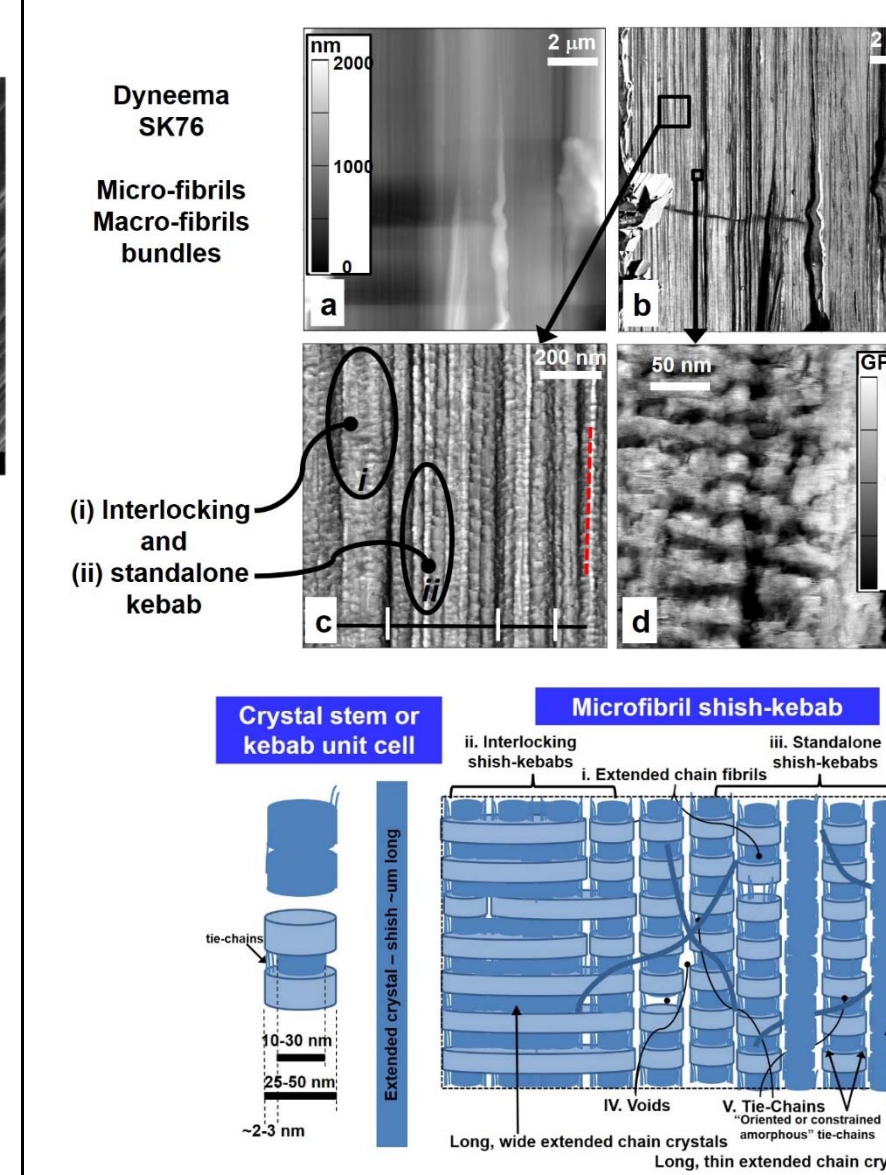 Dyneema
SK76
Micro-fibrils
Macro-fibrils
bundles
nm
2000
1000
0
2 μm
a
2
b
200 nm
i
ii
c
50 nm
GP
d
(i) Interlocking
and
(ii) standalone
kebab
Crystal stem or
kebab unit cell
Microfibril shish-kebab
ii. Interlocking
shish-kebabs
i. Extended chain fibrils
iii. Standalone
shish-kebabs
tie-chains
Extended crystal – shish ~um long
10-30 nm
25-50 nm
~2-3 nm
IV. Voids
V. Tie-Chains
"Oriented or constrained
amorphous" tie-chains
Long, wide extended chain crystals
Long, thin extended chain cry